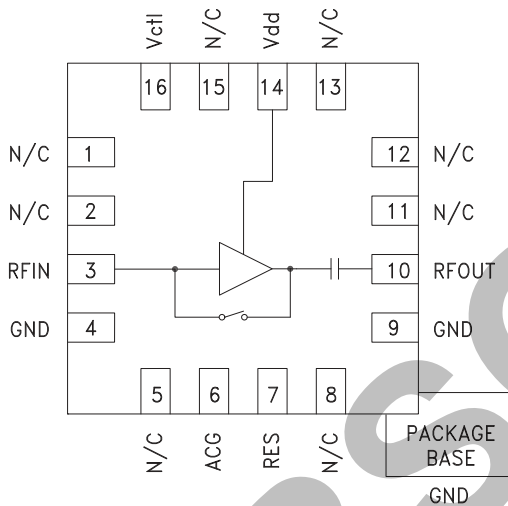 Vctl
N/C
Vdd
N/C
16
15
14
13
N/C
1
12
N/C
N/C
2
11
N/C
RFIN
3
10
RFOUT
GND
4
9
GND
5
6
7
8
N/C
ACG
RES
N/C
PACKAGE
BASE
GND